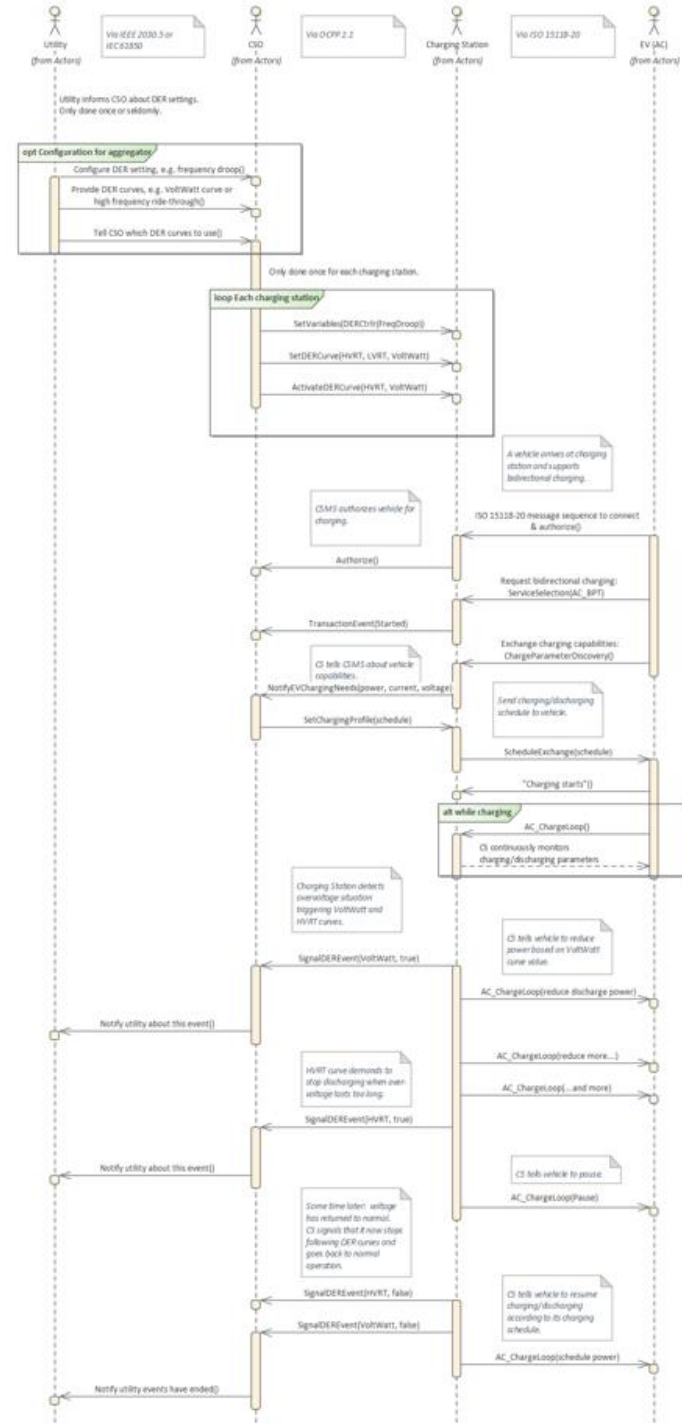 Utility
(from Actors)
Via IEEE 2030.5 or
IEC 61850
CSO
(from Actors)
Via OCPP 2.1
Charging Station
(from Actors)
Via ISO 15118-20
EV (AC)
(from Actors)
Utility informs CSO about DER settings.
Only done once or seldomly.
opt Configuration for aggregator
Configure DER setting, e.g. frequency droop()
Provide DER curves, e.g. VoltWatt curve or
high frequency ride-through()
Tell CSO which DER curves to use()
Only done once for each charging station.
loop Each charging station
SetVariables(DERCtrlr(FreqDroop))
SetDERCurve(HVRT, LVRT, VoltWatt)
ActivateDERCurve(HVRT, VoltWatt)
A vehicle arrives at charging
station and supports
bidirectional charging.
CSMS authorizes vehicle for
charging.
ISO 15118-20 message sequence to connect
& authorize()
Authorize()
Request bidirectional charging:
ServiceSelection(AC_BPT)
TransactionEvent(Started)
Exchange charging capabilities:
ChargeParameterDiscovery()
CS tells CSMS about vehicle
capabilities.
NotifyEVChargingNeeds(power, current, voltage)
Send charging/discharging
schedule to vehicle.
SetChargingProfile(schedule)
ScheduleExchange(schedule)
"Charging starts"()
alt while charging
AC_ChargeLoop()
CS continuously monitors
charging/discharging parameters
Charging Station detects
overvoltage situation
triggering VoltWatt and
HVRT curves.
CS tells vehicle to reduce
power based on VoltWatt
curve value.
SignalDEREvent(VoltWatt, true)
AC_ChargeLoop(reduce discharge power)
Notify utility about this event()
HVRT curve demands to
stop discharging when over-
voltage lasts too long.
AC_ChargeLoop(reduce more...)
AC_ChargeLoop(...and more)
SignalDEREvent(HVRT, true)
Notify utility about this event()
CS tells vehicle to pause.
AC_ChargeLoop(Pause)
Some time later: voltage
has returned to normal.
CS signals that it now stops
following DER curves and
goes back to normal
operation.
SignalDEREvent(HVRT, false)
CS tells vehicle to resume
charging/discharging
according to its charging
schedule.
SignalDEREvent(VoltWatt, false)
AC_ChargeLoop(schedule power)
Notify utility events have ended()